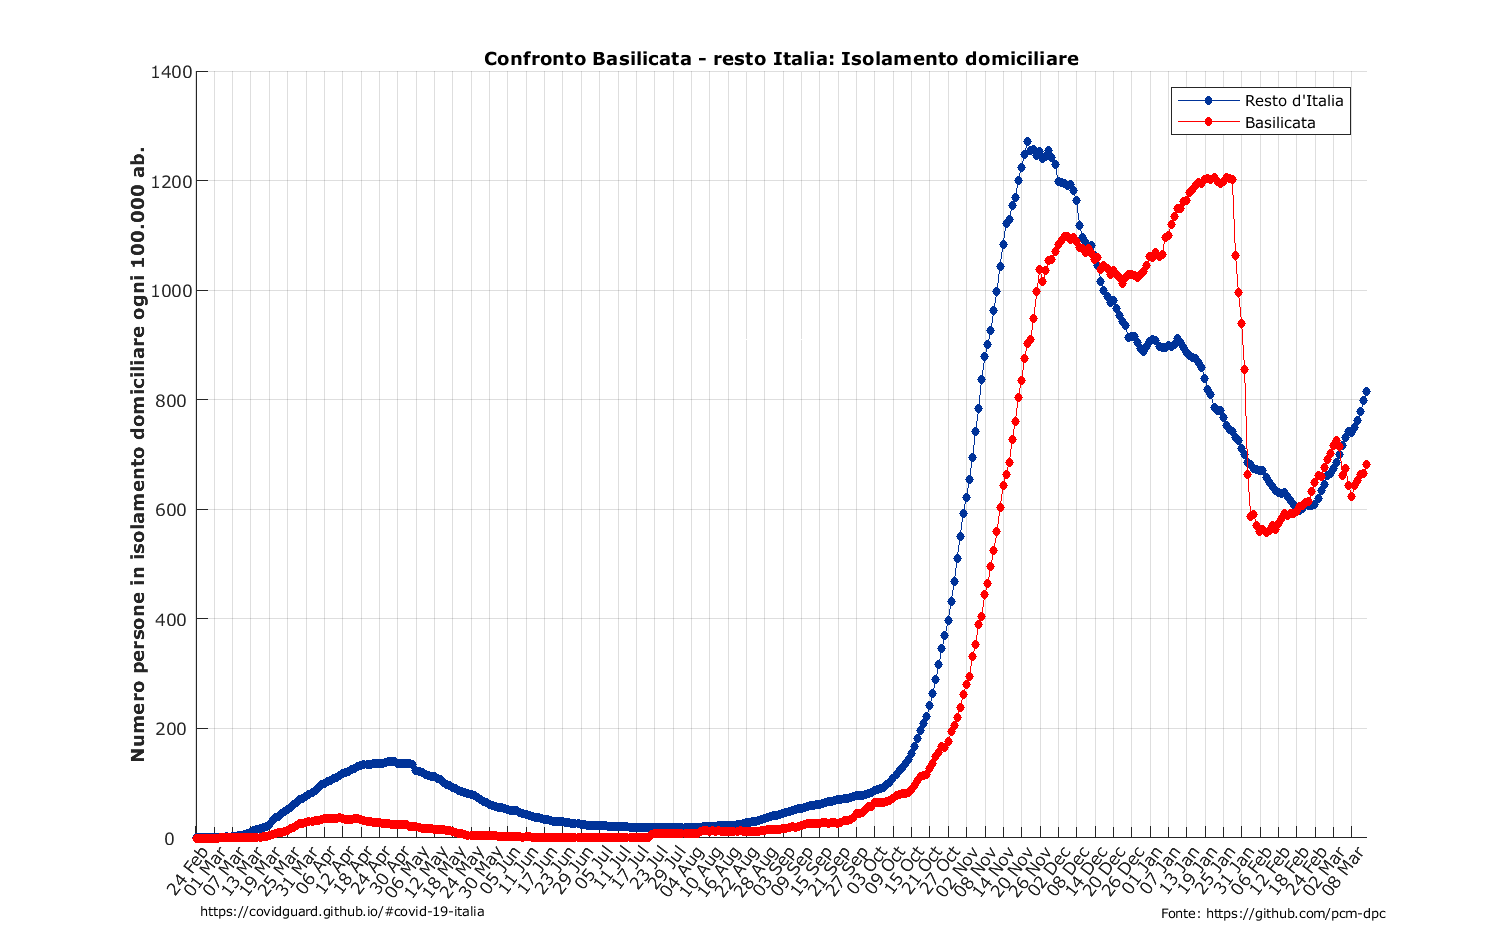 Confronto Basilicata - resto Italia: Isolamento domiciliare
Numero persone in isolamento domiciliare ogni 100.000 ab.
1400
1200
1000
800
600
400
200
0
Resto d'Italia
Basilicata
24 Feb
01 Mar
07 Mar
13 Mar
19 Mar
25 Mar
31 Mar
06 Apr
12 Apr
18 Apr
24 Apr
30 Apr
06 May
12 May
18 May
24 May
30 May
05 Jun
11 Jun
17 Jun
23 Jun
29 Jun
05 Jul
11 Jul
17 Jul
23 Jul
29 Jul
04 Aug
10 Aug
16 Aug
22 Aug
28 Aug
03 Sep
09 Sep
15 Sep
21 Sep
27 Sep
03 Oct
09 Oct
15 Oct
21 Oct
27 Oct
02 Nov
08 Nov
14 Nov
20 Nov
26 Nov
02 Dec
08 Dec
14 Dec
20 Dec
26 Dec
01 Jan
07 Jan
13 Jan
19 Jan
25 Jan
31 Jan
06 Feb
12 Feb
18 Feb
24 Feb
02 Mar
08 Mar
https://covidguard.github.io/#covid-19-italia
Fonte: https://github.com/pcm-dpc